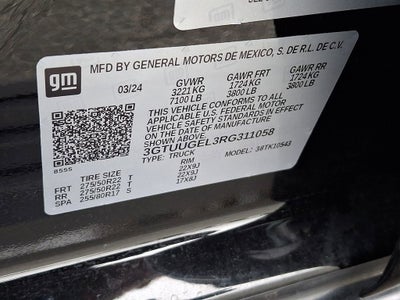 gm
MFD BY GENERAL MOTORS DE MEXICO, S. DE R.L. DE C.V.
03/24 GVWR GAWR FRT GAWR RR
3221 KG 1724 KG 1724 KG
7100 LB 3800 LB 3800 LB
THIS VEHICLE CONFORMS TO ALL
APPLICABLE U.S. FEDERAL MOTOR
VEHICLE SAFETY STANDARDS IN EFFECT
ON THE DATE OF MANUFACTURE
SHOWN ABOVE.
3GTUUGEL3RG311058
TYPE: TRUCK MODEL: 38TK10543
8555
TIRE SIZE RIM
FRT 275/50R22 T 22X9J
RR 275/50R22 T 22X9J
SPA 255/80R17 S 17X8J